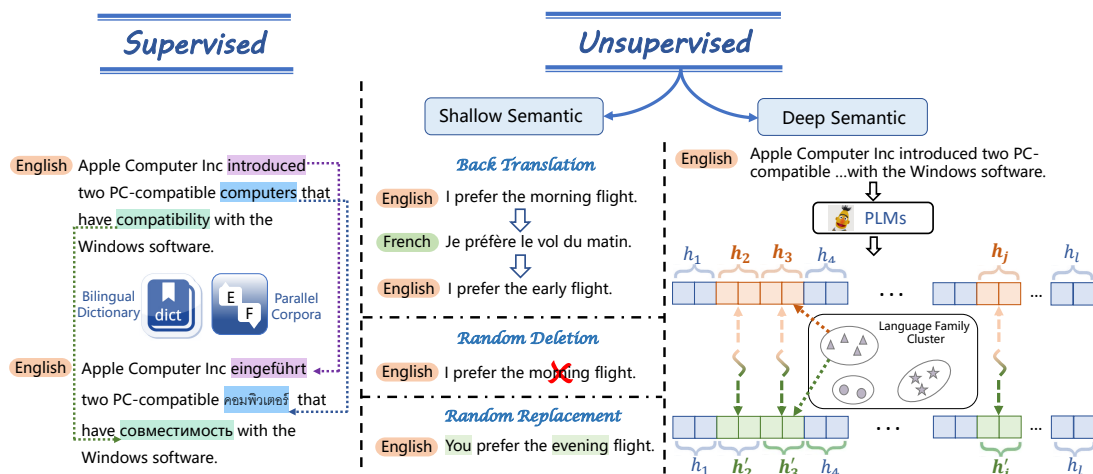 Supervised
English
Apple Computer Inc introduced
two PC-compatible computers that
have compatibility with the
Windows software.
Bilingual
Dictionary
dict
E
F
Parallel
Corpora
English
Apple Computer Inc eingeführt
two PC-compatible คอมพิวเตอร์ that
have совместимость with the
Windows software.
Unsupervised
Shallow Semantic
Deep Semantic
Back Translation
English I prefer the morning flight.
French Je préfère le vol du matin.
English I prefer the early flight.
Random Deletion
English I prefer the morning flight.
Random Replacement
English You prefer the evening flight.
English
Apple Computer Inc introduced two PC-
compatible ...with the Windows software.
PLMs
h₁ h₂ h₃ h₄ hⱼ hₗ
... ...
Language Family
Cluster
... ...
h₁ h′₂ h′₃ h₄ h′ⱼ hₗ